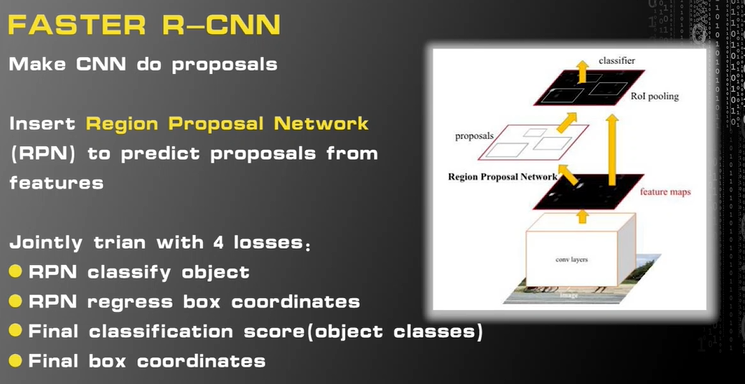 FASTER R-CNN
Make CNN do proposals
Insert Region Proposal Network
(RPN) to predict proposals from
features
Jointly trian with 4 losses:
RPN classify object
RPN regress box coordinates
Final classification score(object classes)
Final box coordinates
classifier
RoI pooling
proposals
Region Proposal Network
feature maps
conv layers
image